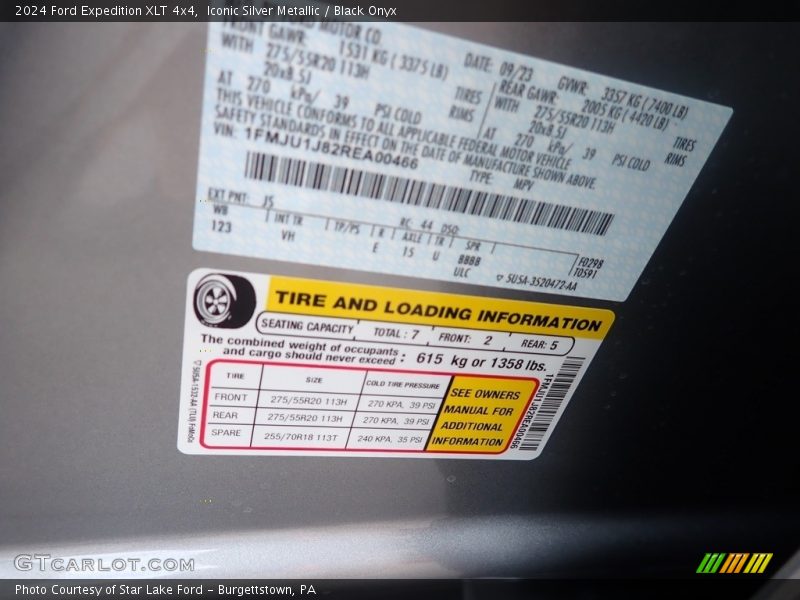 2024 Ford Expedition XLT 4x4, Iconic Silver Metallic / Black Onyx
MOTOR CO.
FRONT GAWR: 1531 KG ( 3375 LB) DATE: 09/23 GVWR: 3357 KG ( 7400 LB)
WITH 275/55R20 113H TIRES REAR GAWR: 2005 KG ( 4420 LB)
20x8.5J RIMS WITH 275/55R20 113H TIRES
AT 270 kPa/ 39 PSI COLD 20x8.5J RIMS
AT 270 kPa/ 39 PSI COLD
THIS VEHICLE CONFORMS TO ALL APPLICABLE FEDERAL MOTOR VEHICLE
SAFETY STANDARDS IN EFFECT ON THE DATE OF MANUFACTURE SHOWN ABOVE.
VIN: 1FMJU1J82REA00466
TYPE: MPV
EXT PNT: JS RC: 44 DSO:
WB INT TR TP/PS R AXLE TR SPR
123 VH E 15 U BBBB
ULC
F0298
T0591
5U5A-3520472-AA
TIRE AND LOADING INFORMATION
SEATING CAPACITY TOTAL : 7 FRONT: 2 REAR: 5
The combined weight of occupants
and cargo should never exceed : 615 kg or 1358 lbs.
TIRE SIZE COLD TIRE PRESSURE
FRONT 275/55R20 113H 270 KPA, 39 PSI
REAR 275/55R20 113H 270 KPA, 39 PSI
SPARE 255/70R18 113T 240 KPA, 35 PSI
SEE OWNERS
MANUAL FOR
ADDITIONAL
INFORMATION
1FMJU1J82REA00466
GTCARLOT.COM
Photo Courtesy of Star Lake Ford - Burgettstown, PA